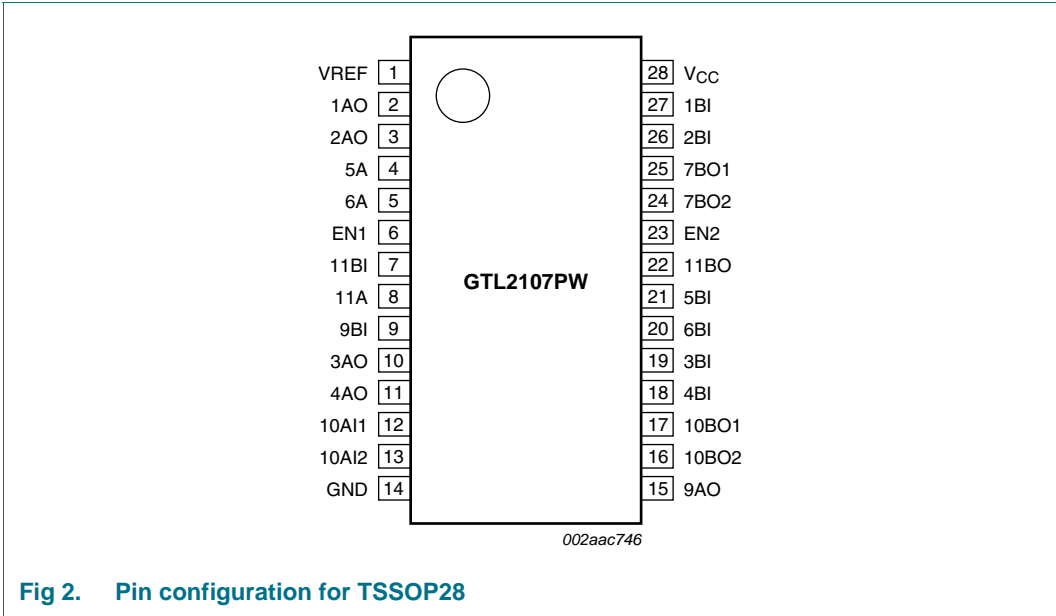 VREF 1 28 VCC
1AO 2 27 1BI
2AO 3 26 2BI
5A 4 25 7BO1
6A 5 24 7BO2
EN1 6 23 EN2
11BI 7 22 11BO
GTL2107PW
11A 8 21 5BI
9BI 9 20 6BI
3AO 10 19 3BI
4AO 11 18 4BI
10AI1 12 17 10BO1
10AI2 13 16 10BO2
GND 14 15 9AO
002aac746
Fig 2. Pin configuration for TSSOP28